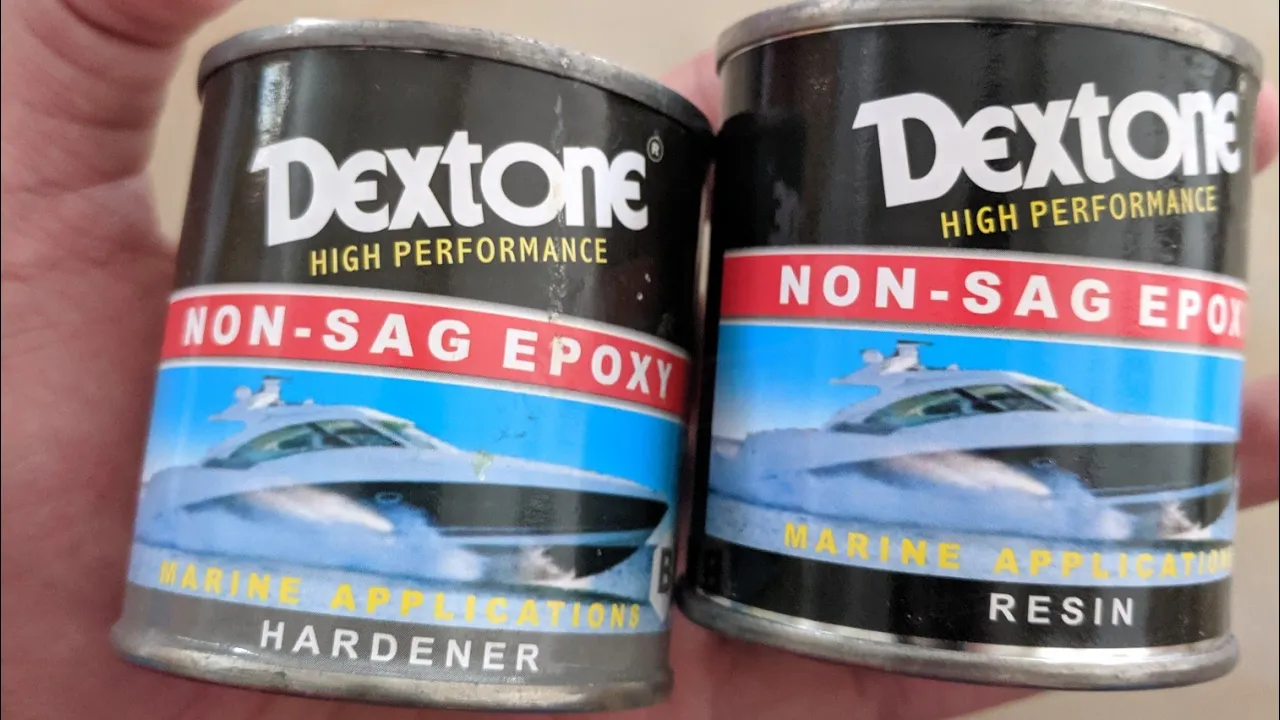 Dextone®
HIGH PERFORMANCE
NON-SAG EPOXY
MARINE APPLICATIONS
HARDENER
B
Dextone
HIGH PERFORMANCE
NON-SAG EPOX
MARINE APPLICATION
RESIN